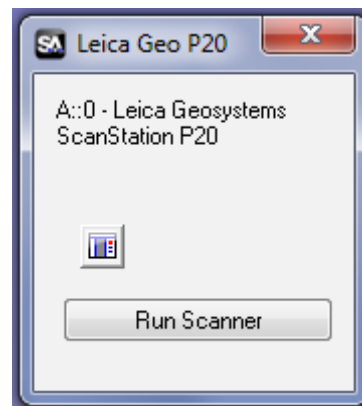 SA Leica Geo P20
A::0 - Leica Geosystems
ScanStation P20
Run Scanner